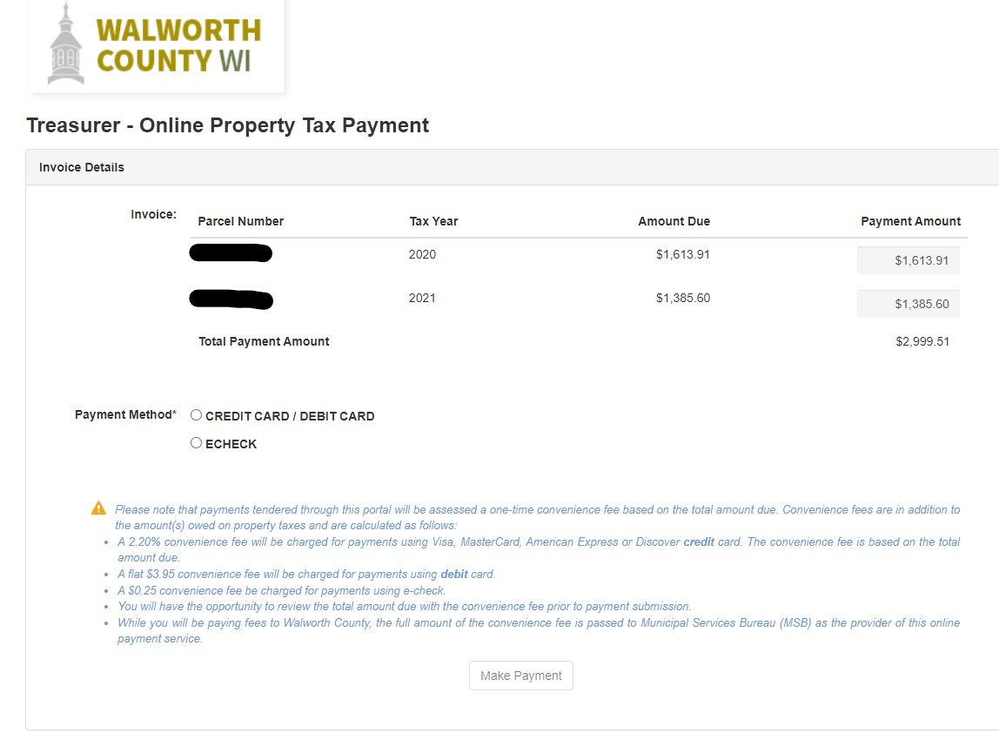 WALWORTH
COUNTY WI
Treasurer - Online Property Tax Payment
Invoice Details
Invoice:
Parcel Number Tax Year Amount Due Payment Amount
2020 $1,613.91 $1,613.91
2021 $1,385.60 $1,385.60
Total Payment Amount $2,999.51
Payment Method* CREDIT CARD / DEBIT CARD
ECHECK
Please note that payments tendered through this portal will be assessed a one-time convenience fee based on the total amount due. Convenience fees are in addition to
the amount(s) owed on property taxes and are calculated as follows:
• A 2.20% convenience fee will be charged for payments using Visa, MasterCard, American Express or Discover credit card. The convenience fee is based on the total
amount due.
• A flat $3.95 convenience fee will be charged for payments using debit card.
• A $0.25 convenience fee be charged for payments using e-check.
• You will have the opportunity to review the total amount due with the convenience fee prior to payment submission.
• While you will be paying fees to Walworth County, the full amount of the convenience fee is passed to Municipal Services Bureau (MSB) as the provider of this online
payment service.
Make Payment